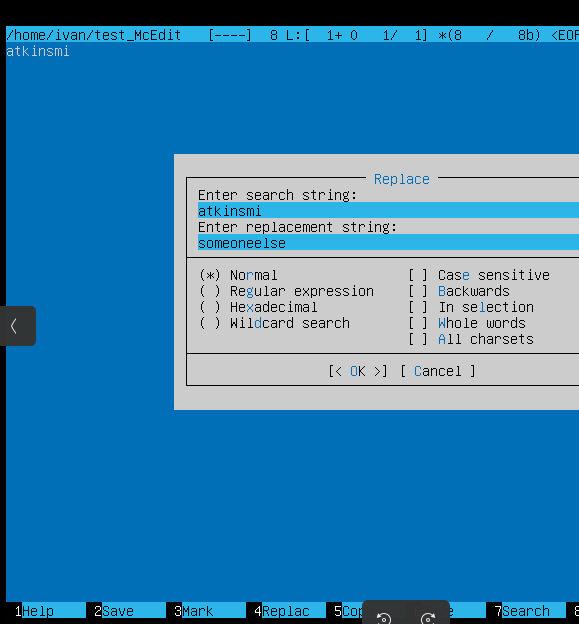 /home/ivan/test_McEdit [----] 8 L:[ 1+ 0 1/ 1] *(8 / 8b) <EOF
atkinsmi
Replace
Enter search string:
atkinsmi
Enter replacement string:
someoneelse
(*) Normal [ ] Case sensitive
( ) Regular expression [ ] Backwards
( ) Hexadecimal [ ] In selection
( ) Wildcard search [ ] Whole words
[ ] All charsets
[< OK >] [ Cancel ]
1Help 2Save 3Mark 4Replac 5Cop 7Search 8